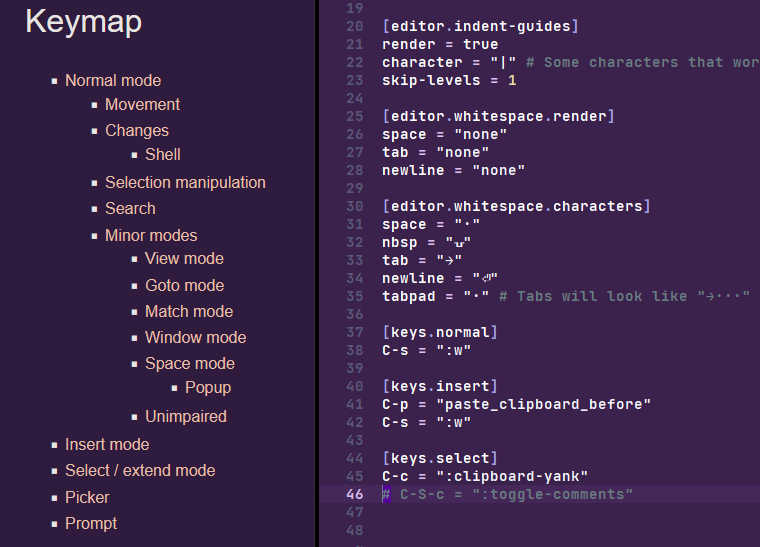 Keymap
Normal mode
Movement
Changes
Shell
Selection manipulation
Search
Minor modes
View mode
Goto mode
Match mode
Window mode
Space mode
Popup
Unimpaired
Insert mode
Select / extend mode
Picker
Prompt
19
20 [editor.indent-guides]
21 render = true
22 character = "|" # Some characters that wor
23 skip-levels = 1
24
25 [editor.whitespace.render]
26 space = "none"
27 tab = "none"
28 newline = "none"
29
30 [editor.whitespace.characters]
31 space = "·"
32 nbsp = "⍽"
33 tab = "→"
34 newline = "⏎"
35 tabpad = "·" # Tabs will look like "→···"
36
37 [keys.normal]
38 C-s = ":w"
39
40 [keys.insert]
41 C-p = "paste_clipboard_before"
42 C-s = ":w"
43
44 [keys.select]
45 C-c = ":clipboard-yank"
46 # C-S-c = ":toggle-comments"
47
48